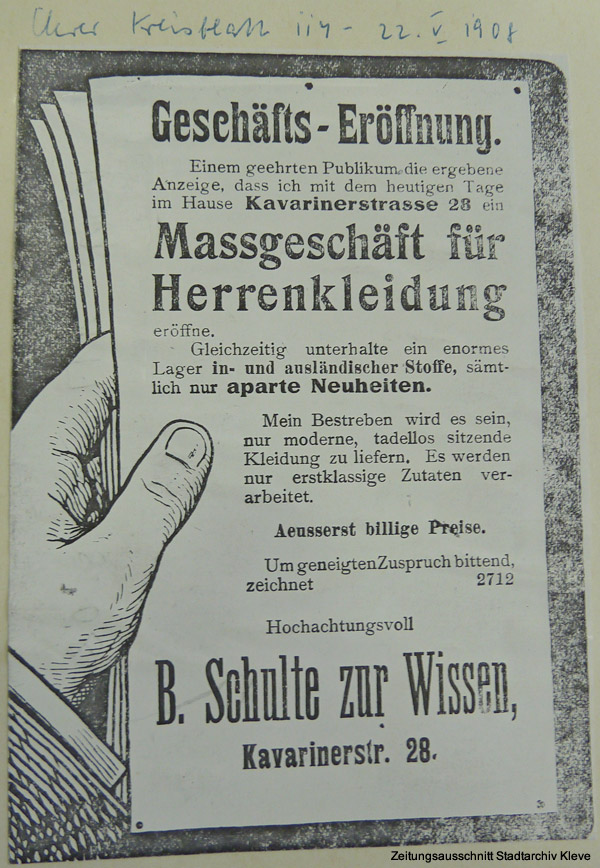 Clever Kreisblatt 114 - 22. V. 1908
Geschäfts-Eröffnung.
Einem geehrten Publikum die ergebene
Anzeige, dass ich mit dem heutigen Tage
im Hause Kavarinerstrasse 28 ein
Massgeschäft für
Herrenkleidung
eröffne.
Gleichzeitig unterhalte ein enormes
Lager in- und ausländischer Stoffe, sämt-
lich nur aparte Neuheiten.
Mein Bestreben wird es sein,
nur moderne, tadellos sitzende
Kleidung zu liefern. Es werden
nur erstklassige Zutaten ver-
arbeitet.
Aeusserst billige Preise.
Um geneigten Zuspruch bittend,
zeichnet 2712
Hochachtungsvoll
B. Schulte zur Wissen,
Kavarinerstr. 28.
Zeitungsausschnitt Stadtarchiv Kleve